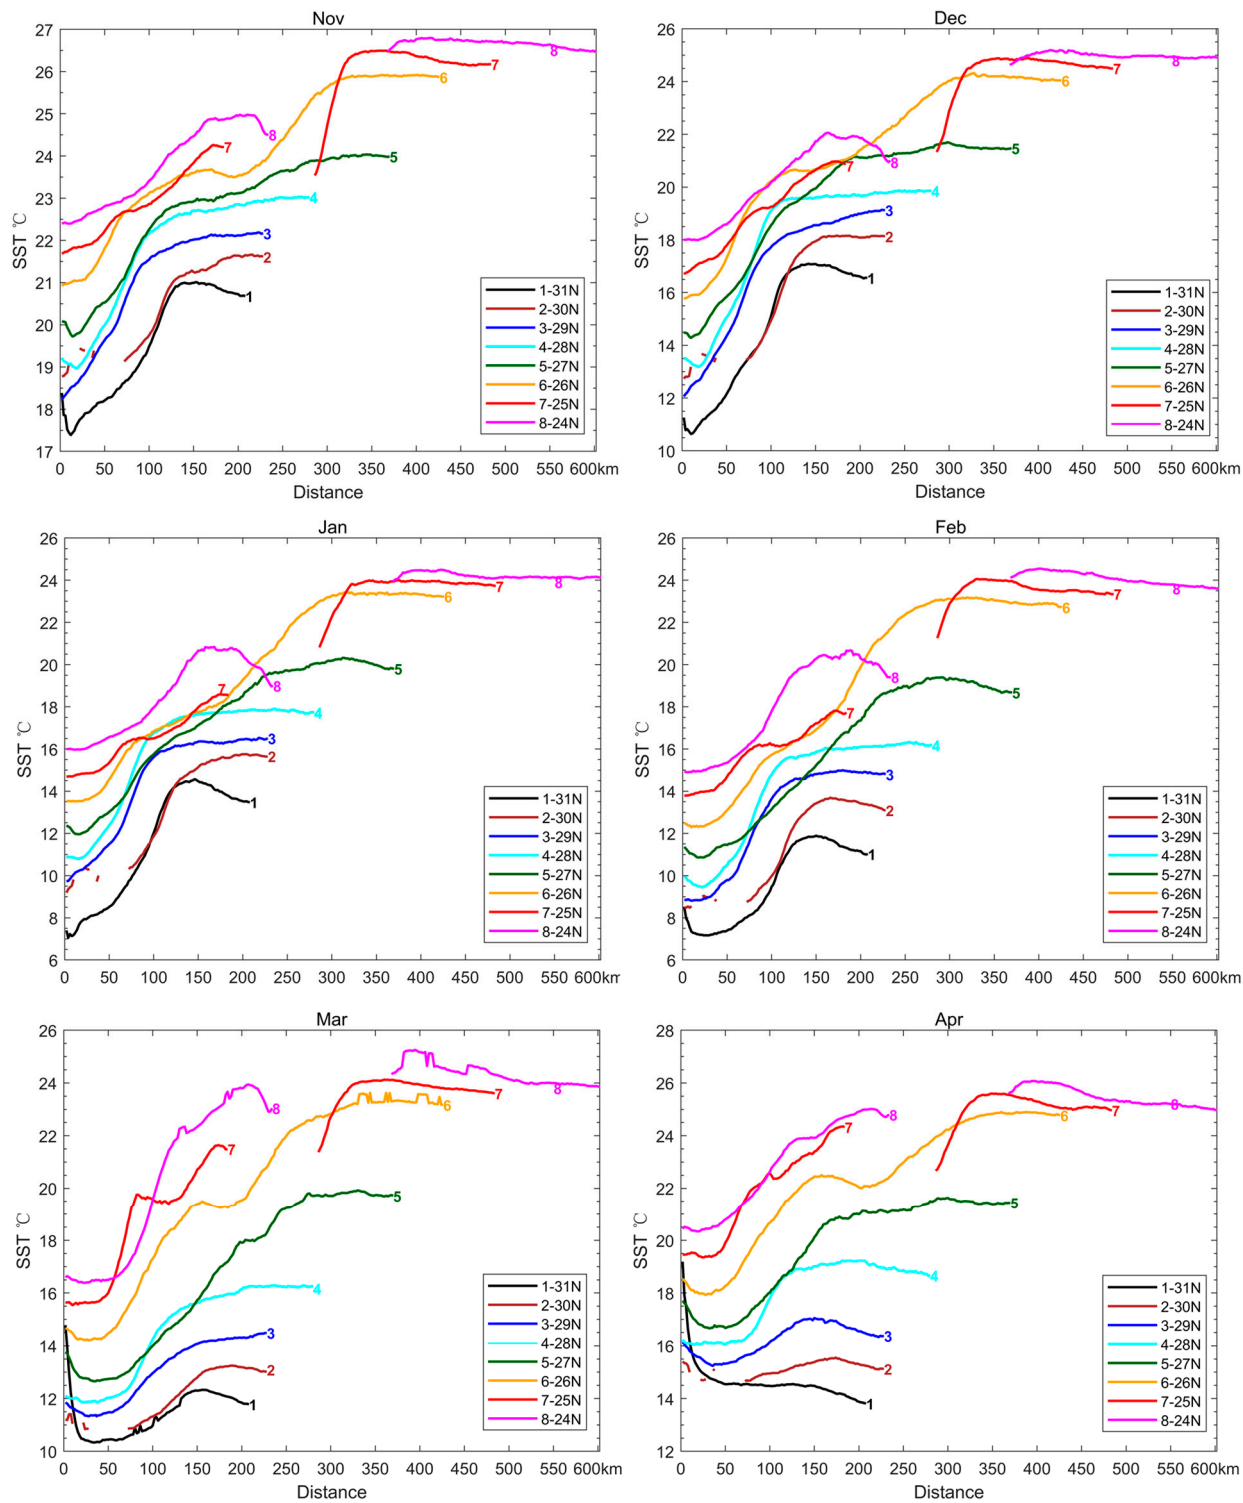 Nov
27
26
25
24
23
22
21
20
19
18
17
SST ℃
0 50 100 150 200 250 300 350 400 450 500 550 600km
Distance
1 2 3 4 5 6 7 7 8 8
1-31N
2-30N
3-29N
4-28N
5-27N
6-26N
7-25N
8-24N
Dec
26
24
22
20
18
16
14
12
10
SST ℃
0 50 100 150 200 250 300 350 400 450 500 550 600km
Distance
1 2 3 4 5 6 7 7 8 8
1-31N
2-30N
3-29N
4-28N
5-27N
6-26N
7-25N
8-24N
Jan
26
24
22
20
18
16
14
12
10
8
6
SST ℃
0 50 100 150 200 250 300 350 400 450 500 550 600km
Distance
1 2 3 4 5 6 7 7 8 8
1-31N
2-30N
3-29N
4-28N
5-27N
6-26N
7-25N
8-24N
Feb
26
24
22
20
18
16
14
12
10
8
6
SST ℃
0 50 100 150 200 250 300 350 400 450 500 550 600km
Distance
1 2 3 4 5 6 7 7 8 8
1-31N
2-30N
3-29N
4-28N
5-27N
6-26N
7-25N
8-24N
Mar
26
24
22
20
18
16
14
12
10
SST ℃
0 50 100 150 200 250 300 350 400 450 500 550 600km
Distance
1 2 3 4 5 6 7 7 8 8
1-31N
2-30N
3-29N
4-28N
5-27N
6-26N
7-25N
8-24N
Apr
28
26
24
22
20
18
16
14
12
SST ℃
0 50 100 150 200 250 300 350 400 450 500 550 600km
Distance
1 2 3 4 5 6 7 7 8 8
1-31N
2-30N
3-29N
4-28N
5-27N
6-26N
7-25N
8-24N